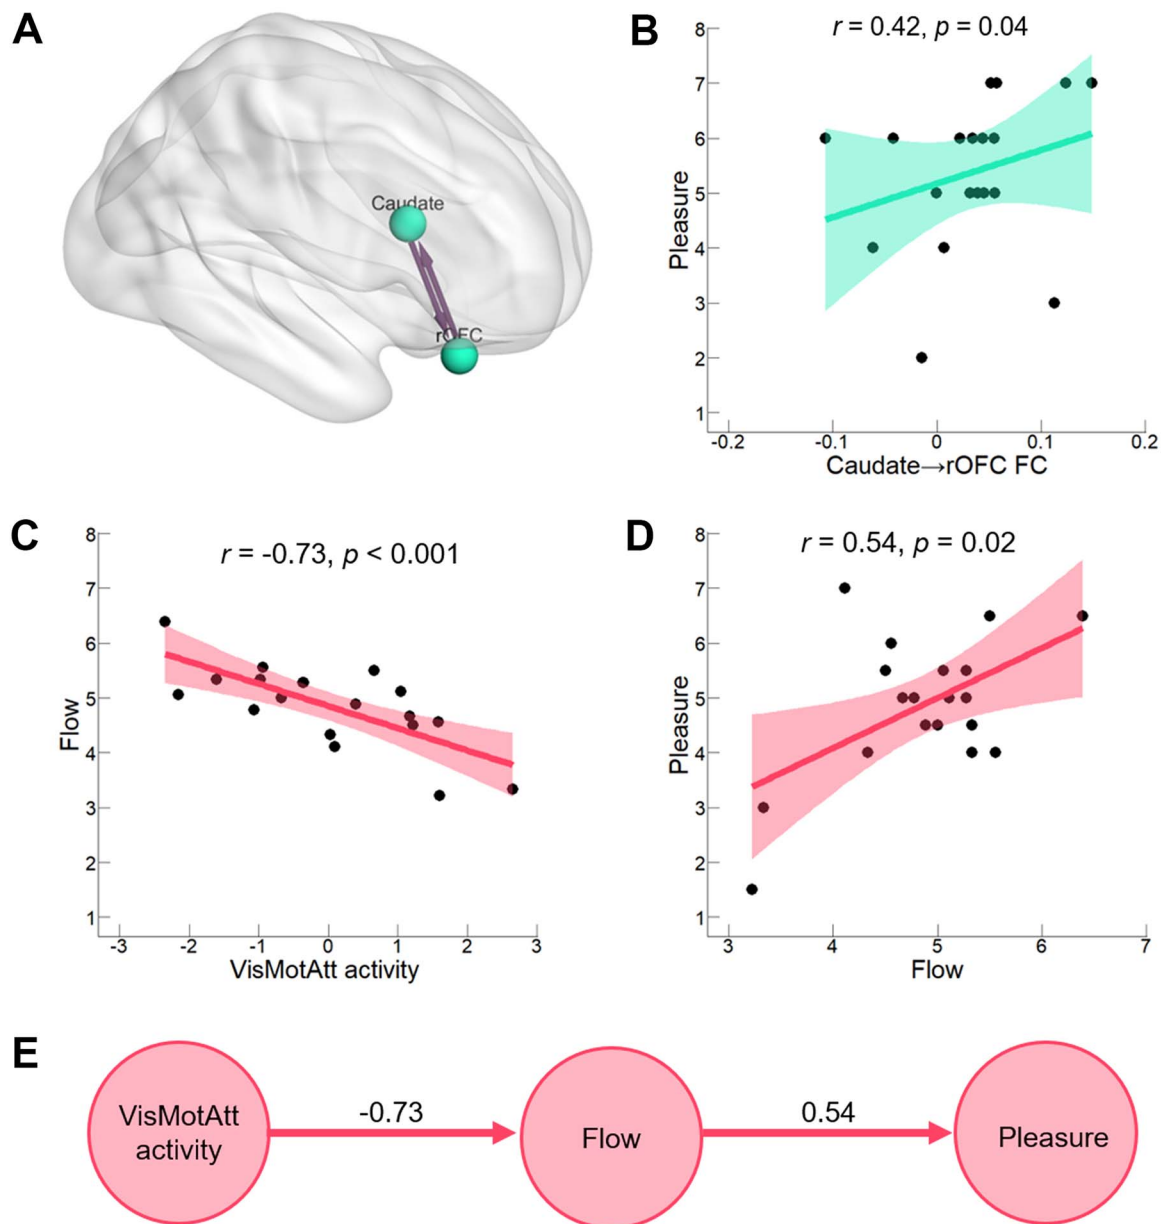 A
Caudate
rOFC
B
r = 0.42, p = 0.04
8
7
6
5
4
3
2
1
Pleasure
-0.2
-0.1
0
0.1
0.2
Caudate→rOFC FC
C
r = -0.73, p < 0.001
8
7
6
5
4
3
2
1
Flow
-3
-2
-1
0
1
2
3
VisMotAtt activity
D
r = 0.54, p = 0.02
8
7
6
5
4
3
2
1
Pleasure
3
4
5
6
7
Flow
E
VisMotAtt
activity
-0.73
Flow
0.54
Pleasure